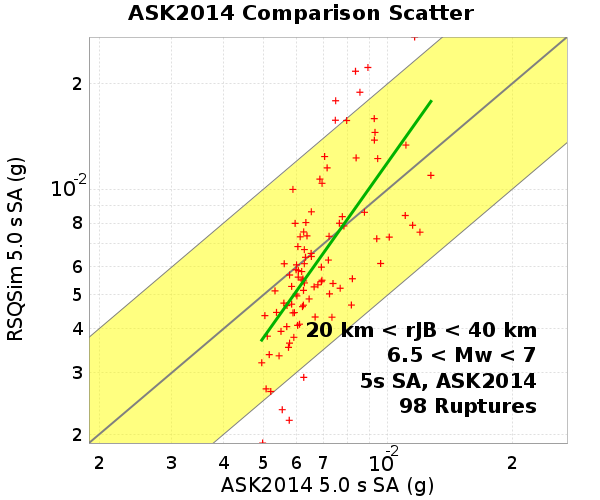 ASK2014 Comparison Scatter
RSQSim 5.0 s SA (g)
2
10-2
8
6
5
4
3
2
20 km < rJB < 40 km
6.5 < Mw < 7
5s SA, ASK2014
98 Ruptures
2 3 4 5 6 7 10-2 2
ASK2014 5.0 s SA (g)